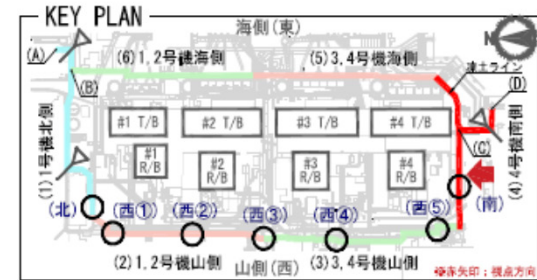 KEY PLAN
海側(東)
N
(A)
(6)1,2号機海側
(5)3,4号機海側
凍土ライン
(B)
(D)
#1 T/B
#2 T/B
#3 T/B
#4 T/B
(1)1号機北側
#1
R/B
#2
R/B
#3
R/B
#4
R/B
(C)
(4)4号機南側
(北)
(西①)
(西②)
(西③)
(西④)
(西⑤)
(南)
(2)1,2号機山側
山側(西)
(3)3,4号機山側
※赤矢印:視点方向